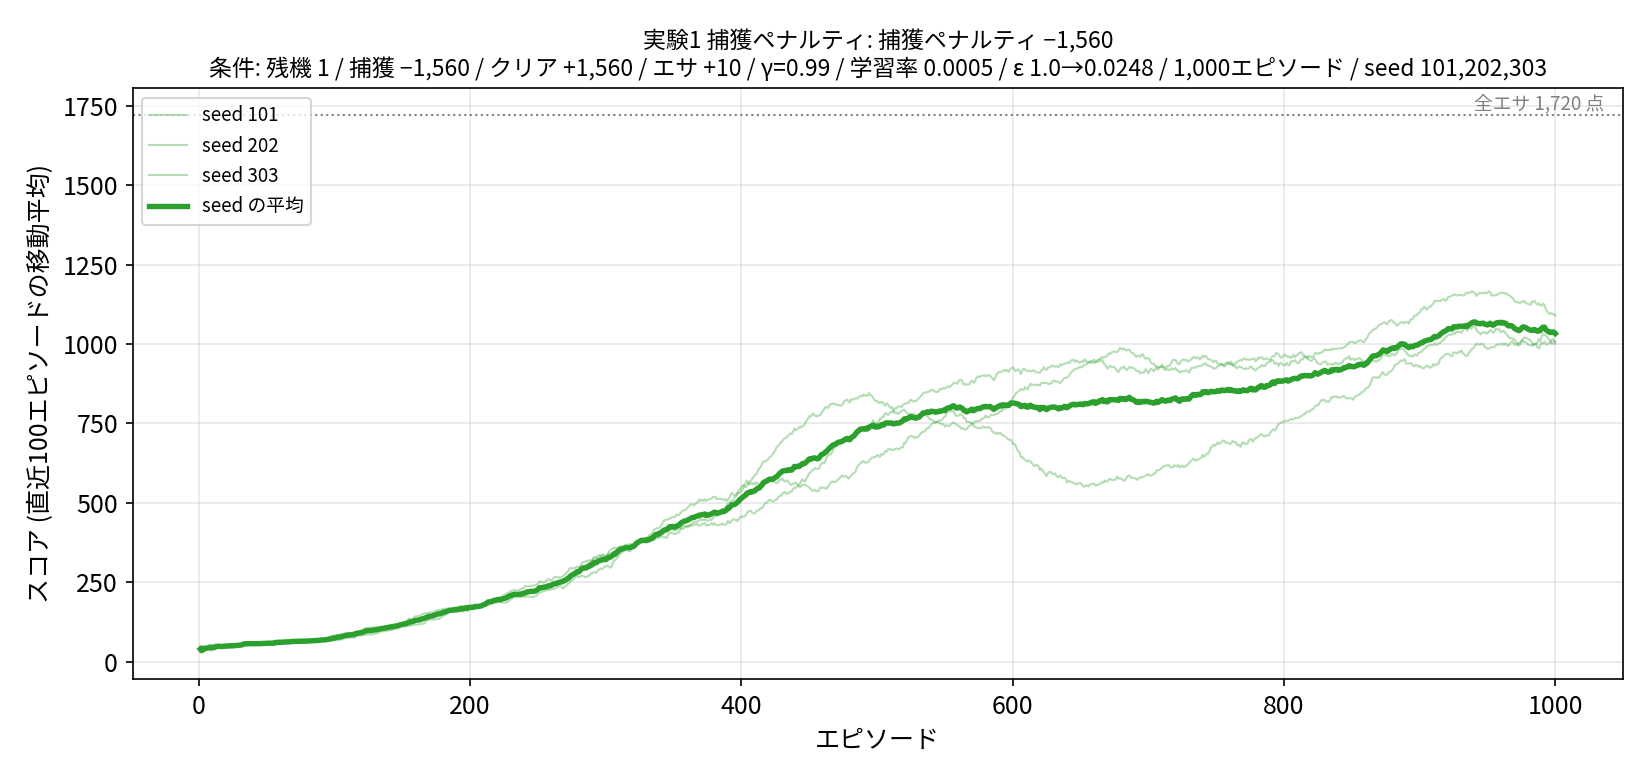 実験1 捕獲ペナルティ: 捕獲ペナルティ −1,560
条件: 残機 1 / 捕獲 −1,560 / クリア +1,560 / エサ +10 / γ=0.99 / 学習率 0.0005 / ε 1.0→0.0248 / 1,000エピソード / seed 101,202,303
スコア (直近100エピソードの移動平均)
1750
1500
1250
1000
750
500
250
0
seed 101
seed 202
seed 303
seed の平均
全エサ 1,720 点
0
200
400
600
800
1000
エピソード